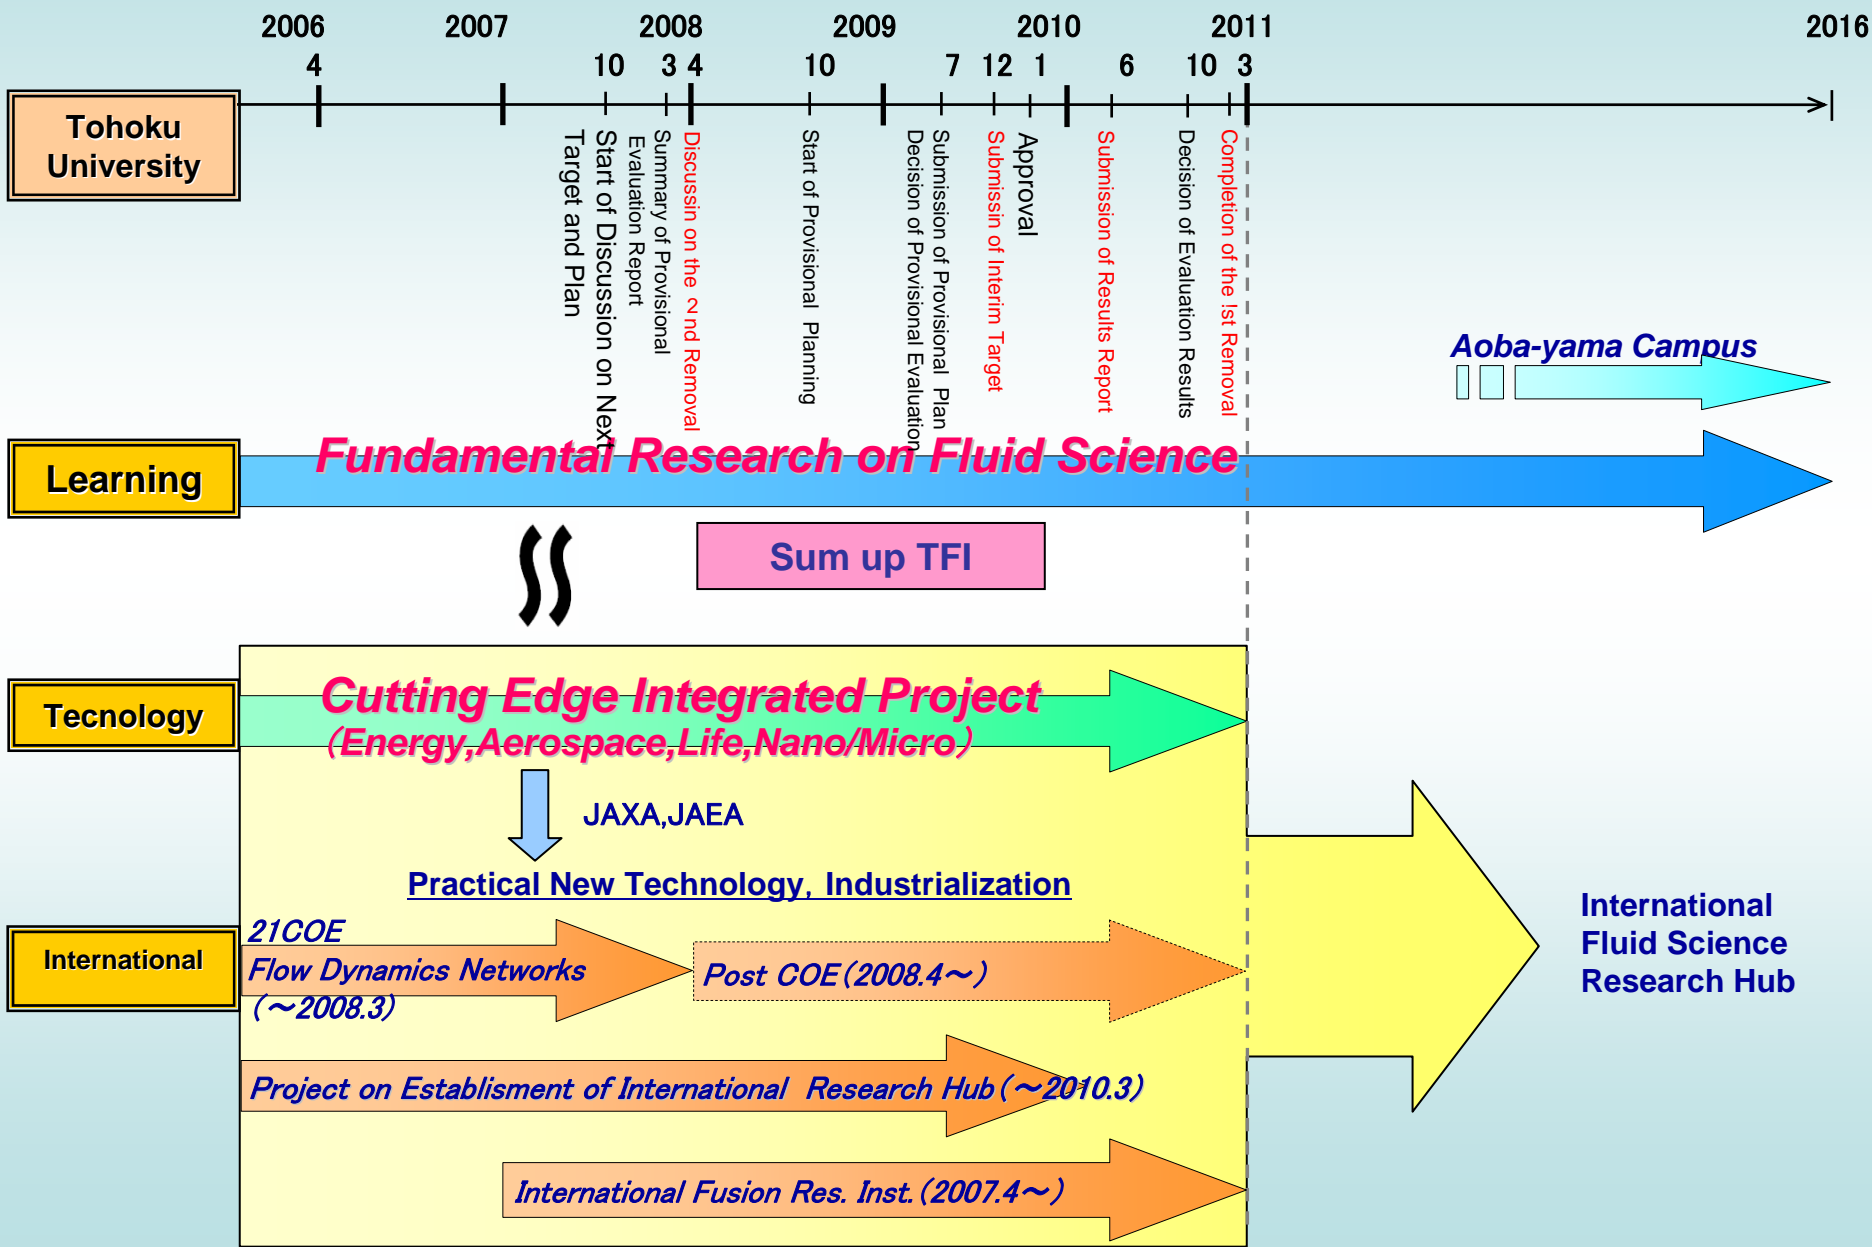 2006 2007 2008 2009 2010 2011 2016
4 10 3 4 10 7 12 1 6 10 3
Tohoku
University
Start of Discussion on Next
Target and Plan
Summary of Provisional
Evaluation Report
Discussin on the 2nd Removal
Start of Provisional Planning
Submission of Provisional Plan
Decision of Provisional Evaluation
Submissin of Interim Target
Approval
Submission of Results Report
Decision of Evaluation Results
Completion of the !st Removal
Aoba-yama Campus
Learning
Fundamental Research on Fluid Science
Sum up TFI
Tecnology
Cutting Edge Integrated Project
(Energy,Aerospace,Life,Nano/Micro)
JAXA,JAEA
Practical New Technology, Industrialization
International
21COE
Flow Dynamics Networks
(～2008.3)
Post COE(2008.4～)
Project on Establisment of International Research Hub(～2010.3)
International Fusion Res. Inst.(2007.4～)
International
Fluid Science
Research Hub